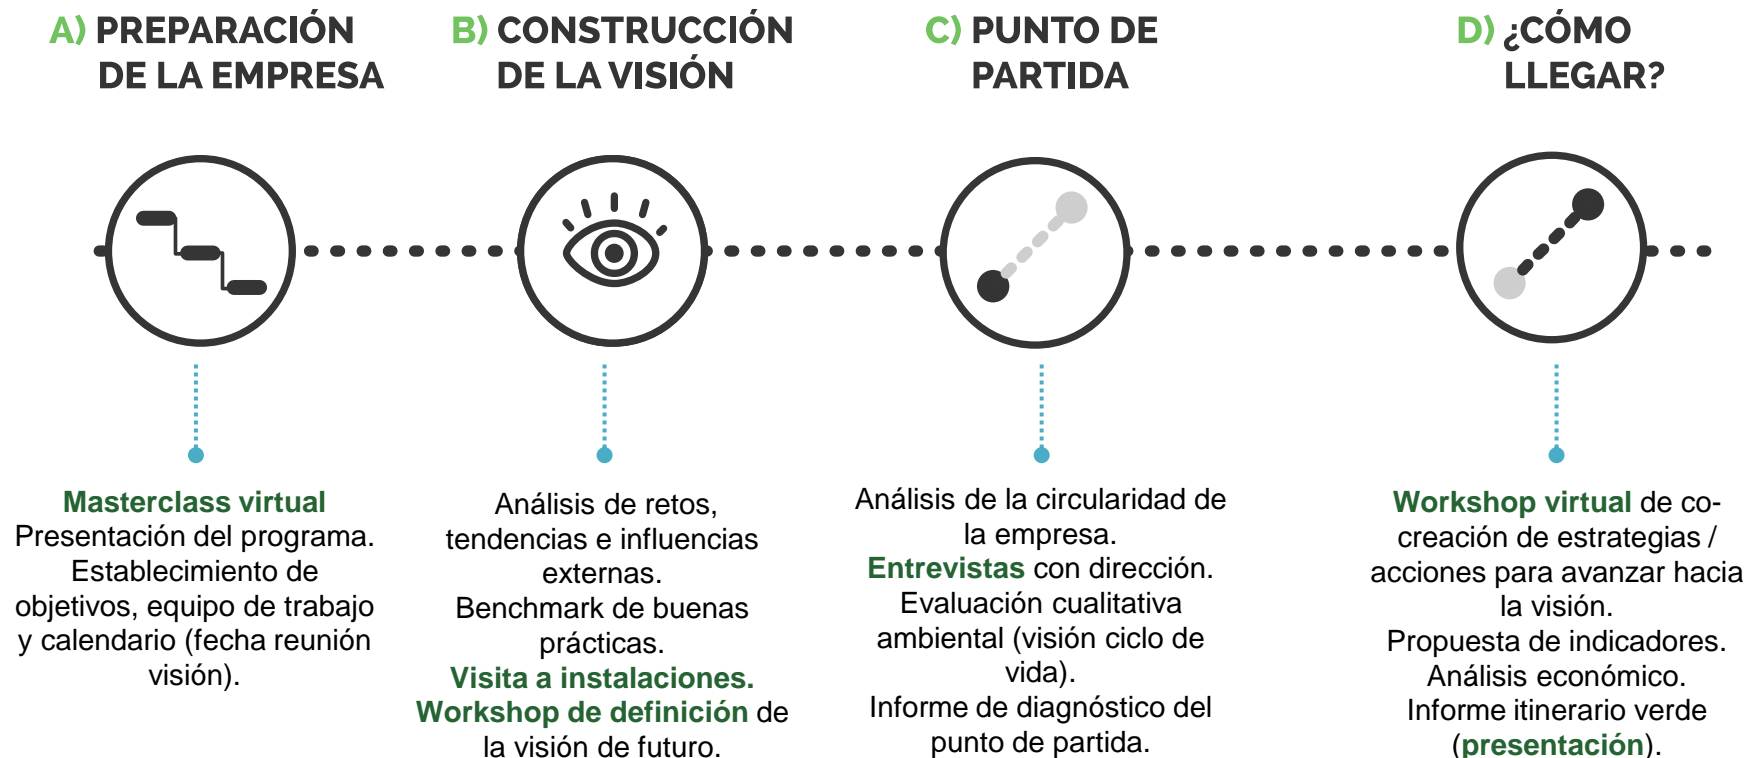 A) PREPARACIÓN
DE LA EMPRESA
B) CONSTRUCCIÓN
DE LA VISIÓN
C) PUNTO DE
PARTIDA
D) ¿CÓMO
LLEGAR?
Masterclass virtual
Presentación del programa.
Establecimiento de
objetivos, equipo de trabajo
y calendario (fecha reunión
visión).
Análisis de retos,
tendencias e influencias
externas.
Benchmark de buenas
prácticas.
Visita a instalaciones.
Workshop de definición de
la visión de futuro.
Análisis de la circularidad de
la empresa.
Entrevistas con dirección.
Evaluación cualitativa
ambiental (visión ciclo de
vida).
Informe de diagnóstico del
punto de partida.
Workshop virtual de co-
creación de estrategias /
acciones para avanzar hacia
la visión.
Propuesta de indicadores.
Análisis económico.
Informe itinerario verde
(presentación).